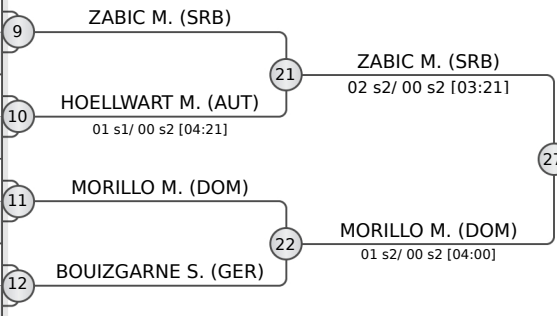 9
ZABIC M. (SRB)
21
ZABIC M. (SRB)
02 s2/ 00 s2 [03:21]
10
HOELLWART M. (AUT)
01 s1/ 00 s2 [04:21]
27
11
MORILLO M. (DOM)
22
MORILLO M. (DOM)
01 s2/ 00 s2 [04:00]
12
BOUIZGARNE S. (GER)